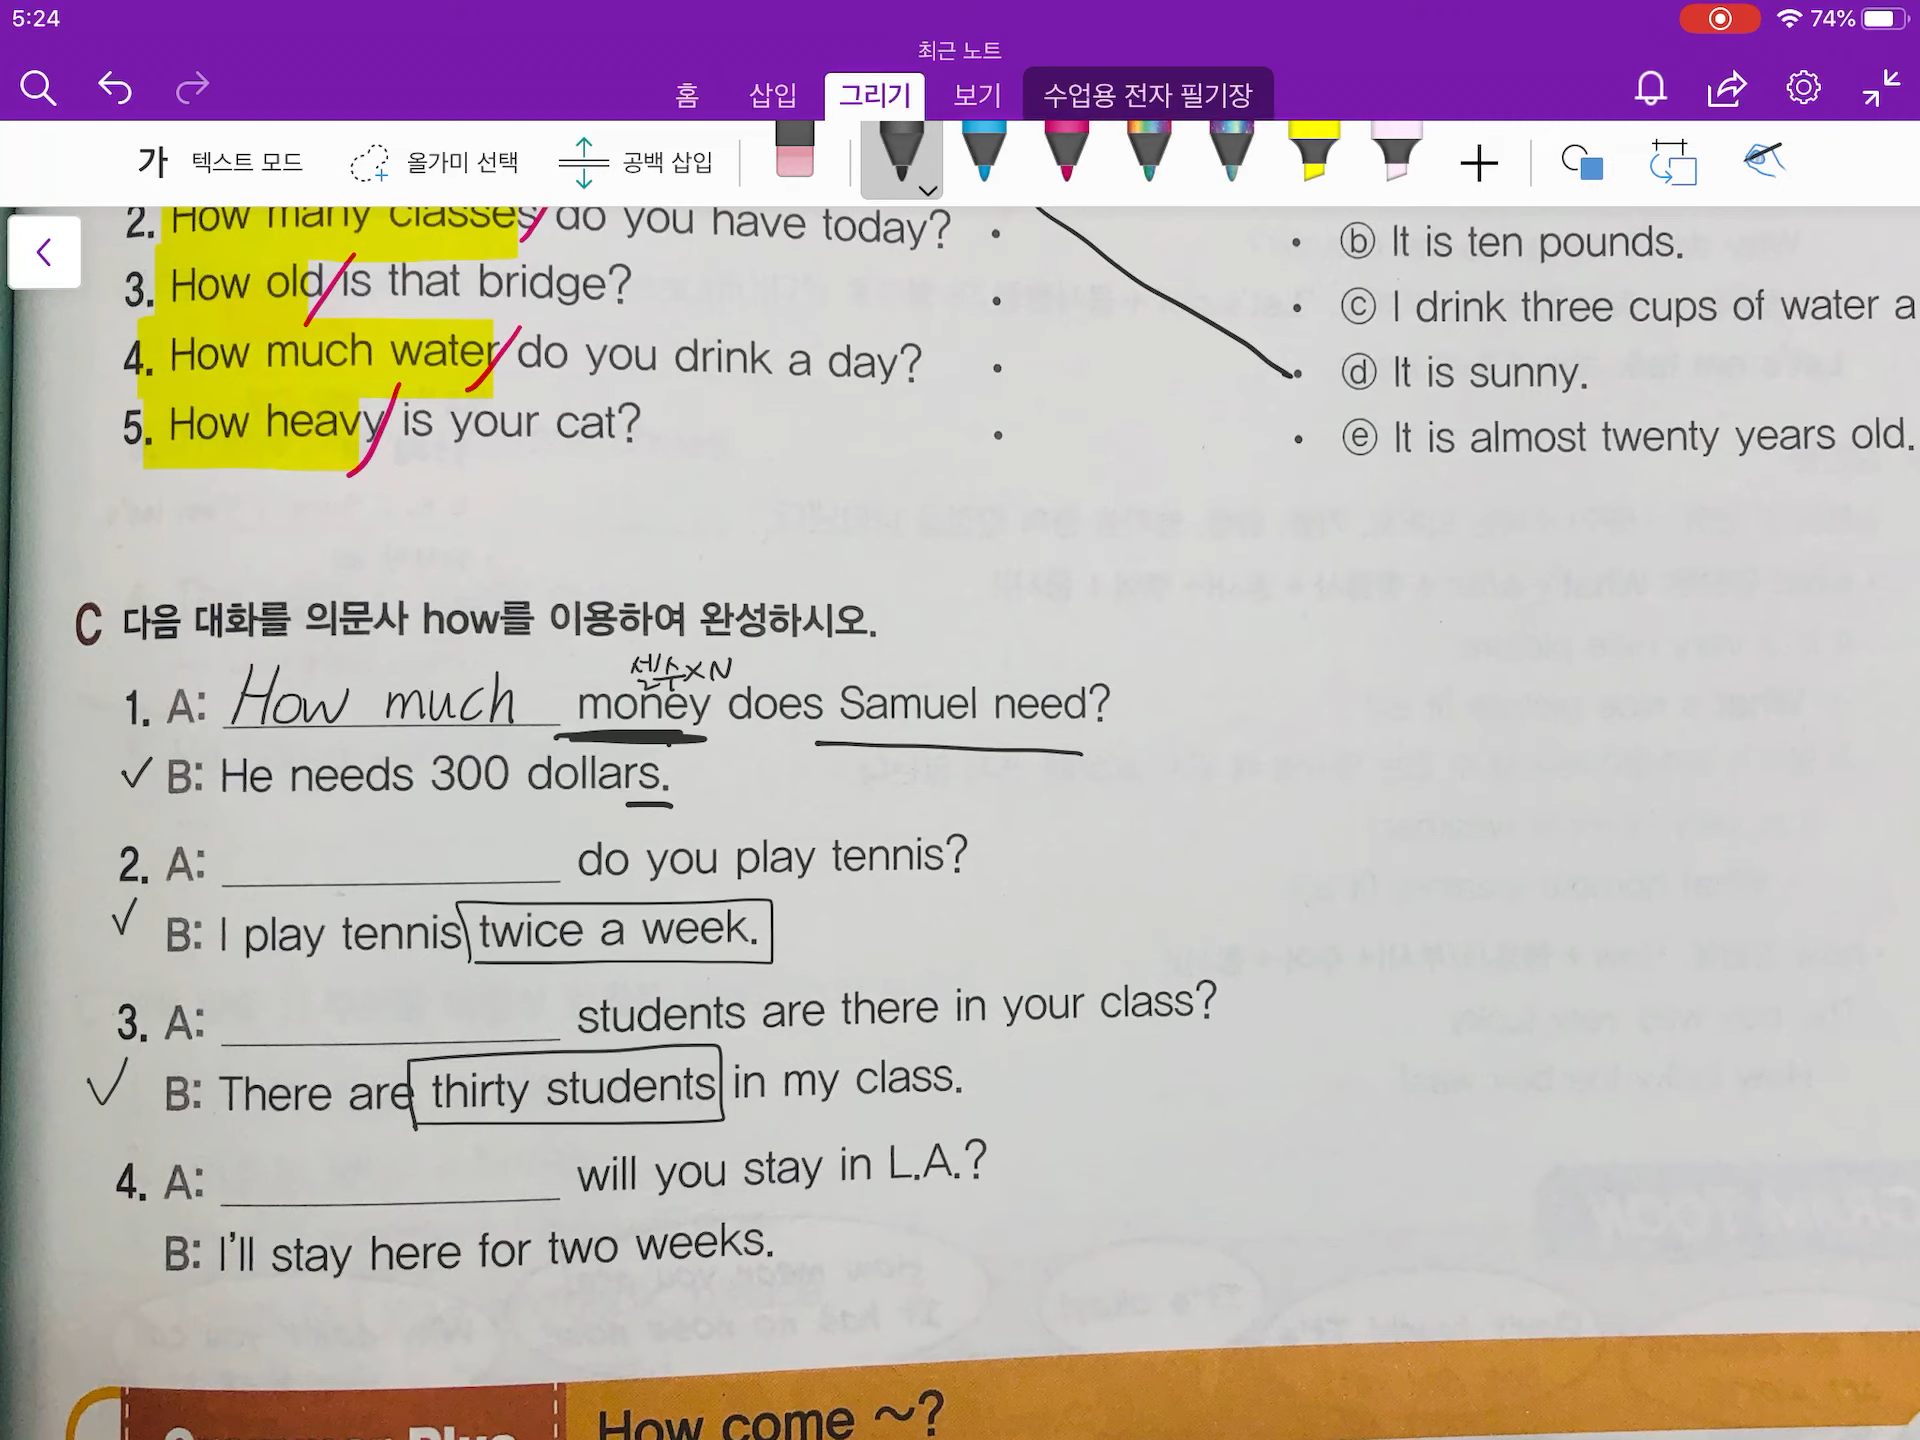 5:24
74%
최근 노트
홈 삽입 그리기 보기 수업용 전자 필기장
가 텍스트 모드 올가미 선택 공백 삽입
2. How many classes do you have today?
ⓑ It is ten pounds.
3. How old is that bridge?
ⓒ I drink three cups of water a
4. How much water do you drink a day?
ⓓ It is sunny.
5. How heavy is your cat?
ⓔ It is almost twenty years old.
C 다음 대화를 의문사 how를 이용하여 완성하시오.
셀수×N
1. A: How much money does Samuel need?
B: He needs 300 dollars.
2. A: do you play tennis?
B: I play tennis twice a week.
3. A: students are there in your class?
B: There are thirty students in my class.
4. A: will you stay in L.A.?
B: I'll stay here for two weeks.
How come ~?